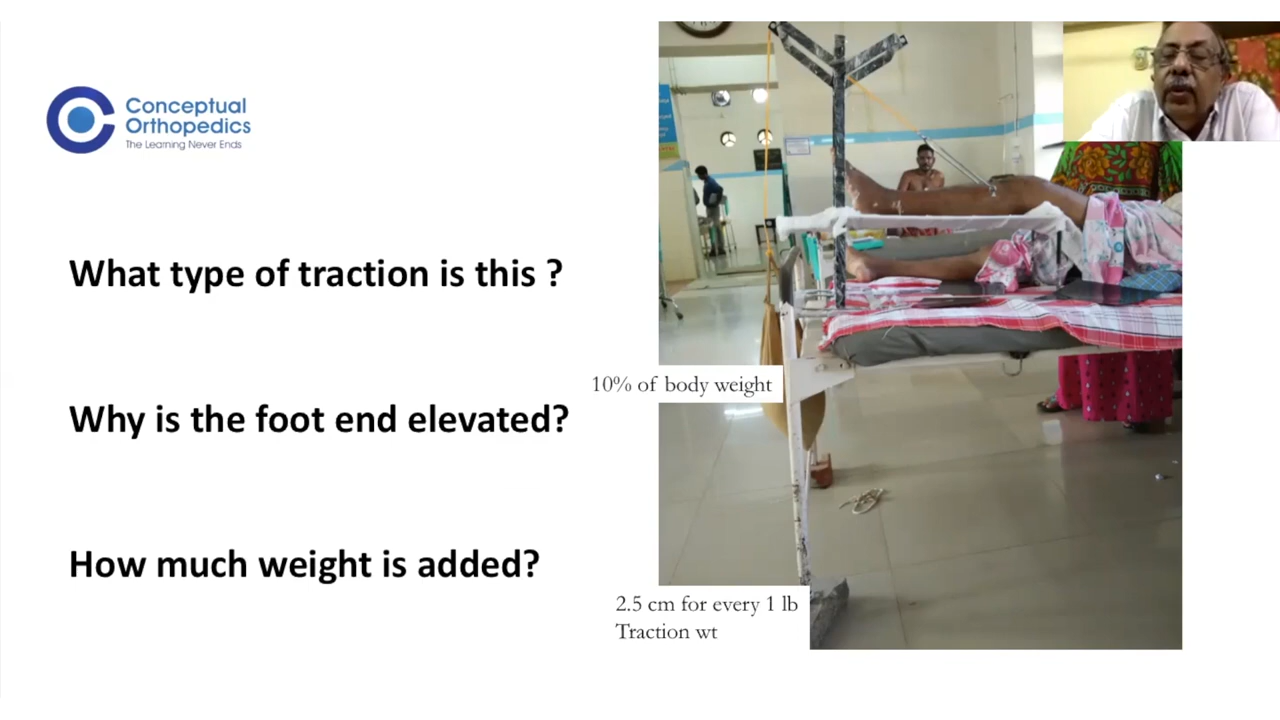 Conceptual
Orthopedics
The Learning Never Ends
What type of traction is this ?
Why is the foot end elevated?
How much weight is added?
10% of body weight
2.5 cm for every 1 lb
Traction wt